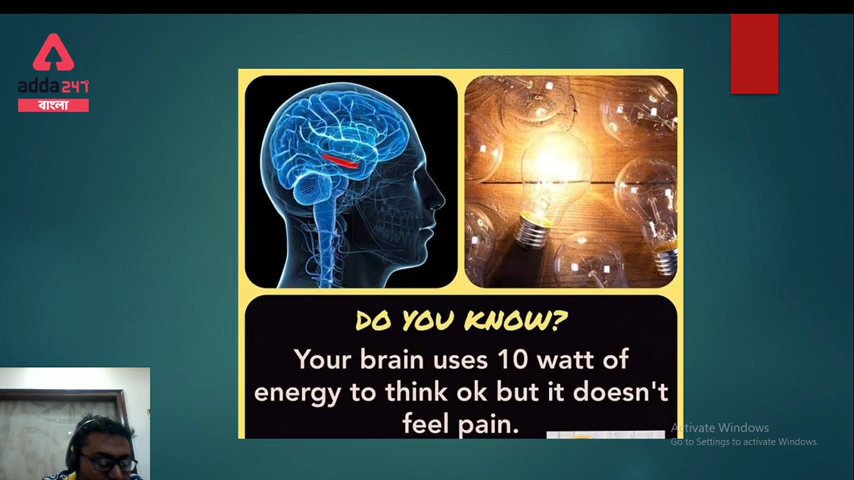 adda247
বাংলা
DO YOU KNOW?
Your brain uses 10 watt of
energy to think ok but it doesn't
feel pain.
Activate Windows
Go to Settings to activate Windows.